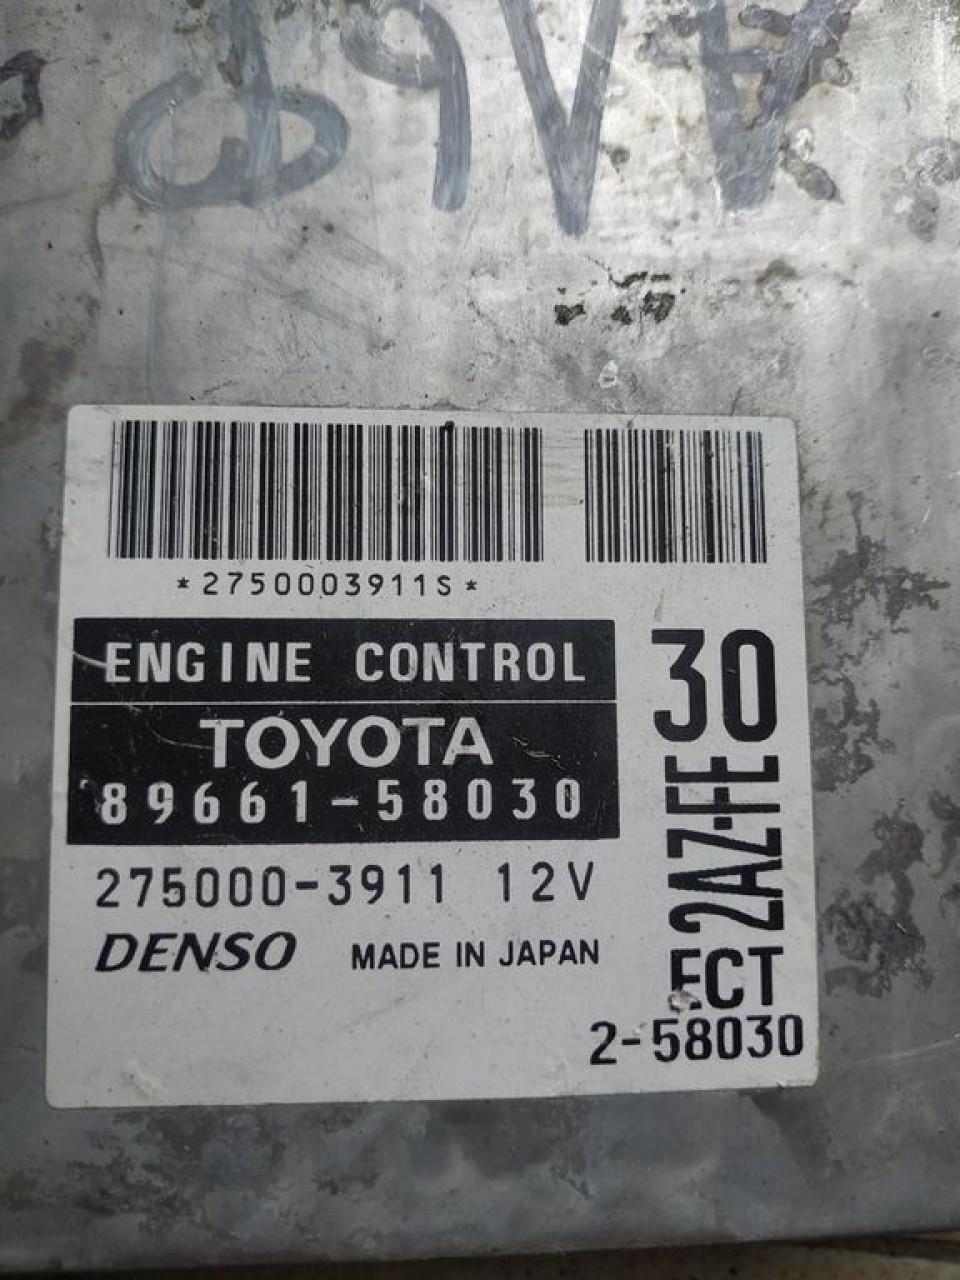 *2750003911S*
ENGINE CONTROL
TOYOTA
89661-58030
275000-3911 12V
DENSO MADE IN JAPAN
30
2AZ-FE
ECT
2-58030